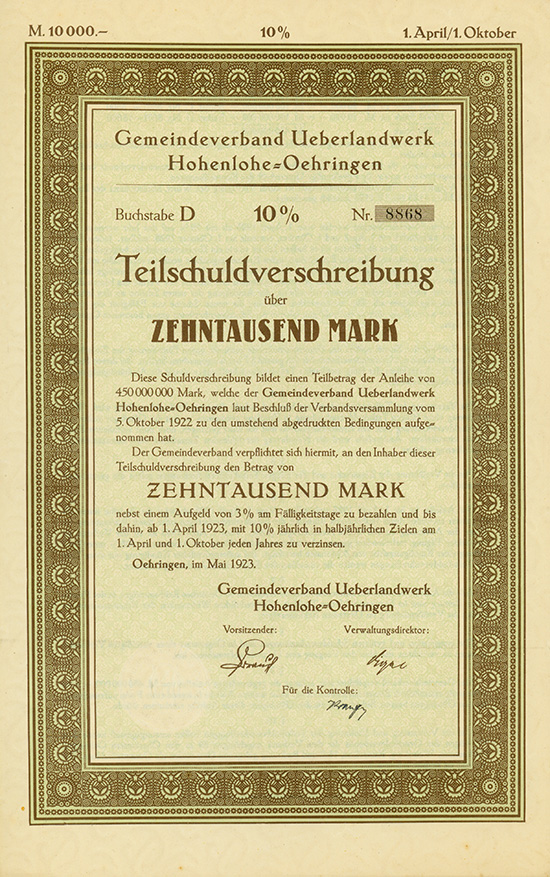 M. 10 000.– 10% 1. April/1. Oktober
Gemeindeverband Ueberlandwerk
Hohenlohe=Oehringen
Buchstabe D 10% Nr. 8868
Teilschuldverschreibung
über
ZEHNTAUSEND MARK
Diese Schuldverschreibung bildet einen Teilbetrag der Anleihe von
450 000 000 Mark, welche der Gemeindeverband Ueberlandwerk
Hohenlohe=Oehringen laut Beschluß der Verbandsversammlung vom
5. Oktober 1922 zu den umstehend abgedruckten Bedingungen aufge=
nommen hat.
Der Gemeindeverband verpflichtet sich hiermit, an den Inhaber dieser
Teilschuldverschreibung den Betrag von
ZEHNTAUSEND MARK
nebst einem Aufgeld von 3% am Fälligkeitstage zu bezahlen und bis
dahin, ab 1. April 1923, mit 10% jährlich in halbjährlichen Zielen am
1. April und 1. Oktober jeden Jahres zu verzinsen.
Oehringen, im Mai 1923.
Gemeindeverband Ueberlandwerk
Hohenlohe=Oehringen
Vorsitzender: Verwaltungsdirektor:
Für die Kontrolle: